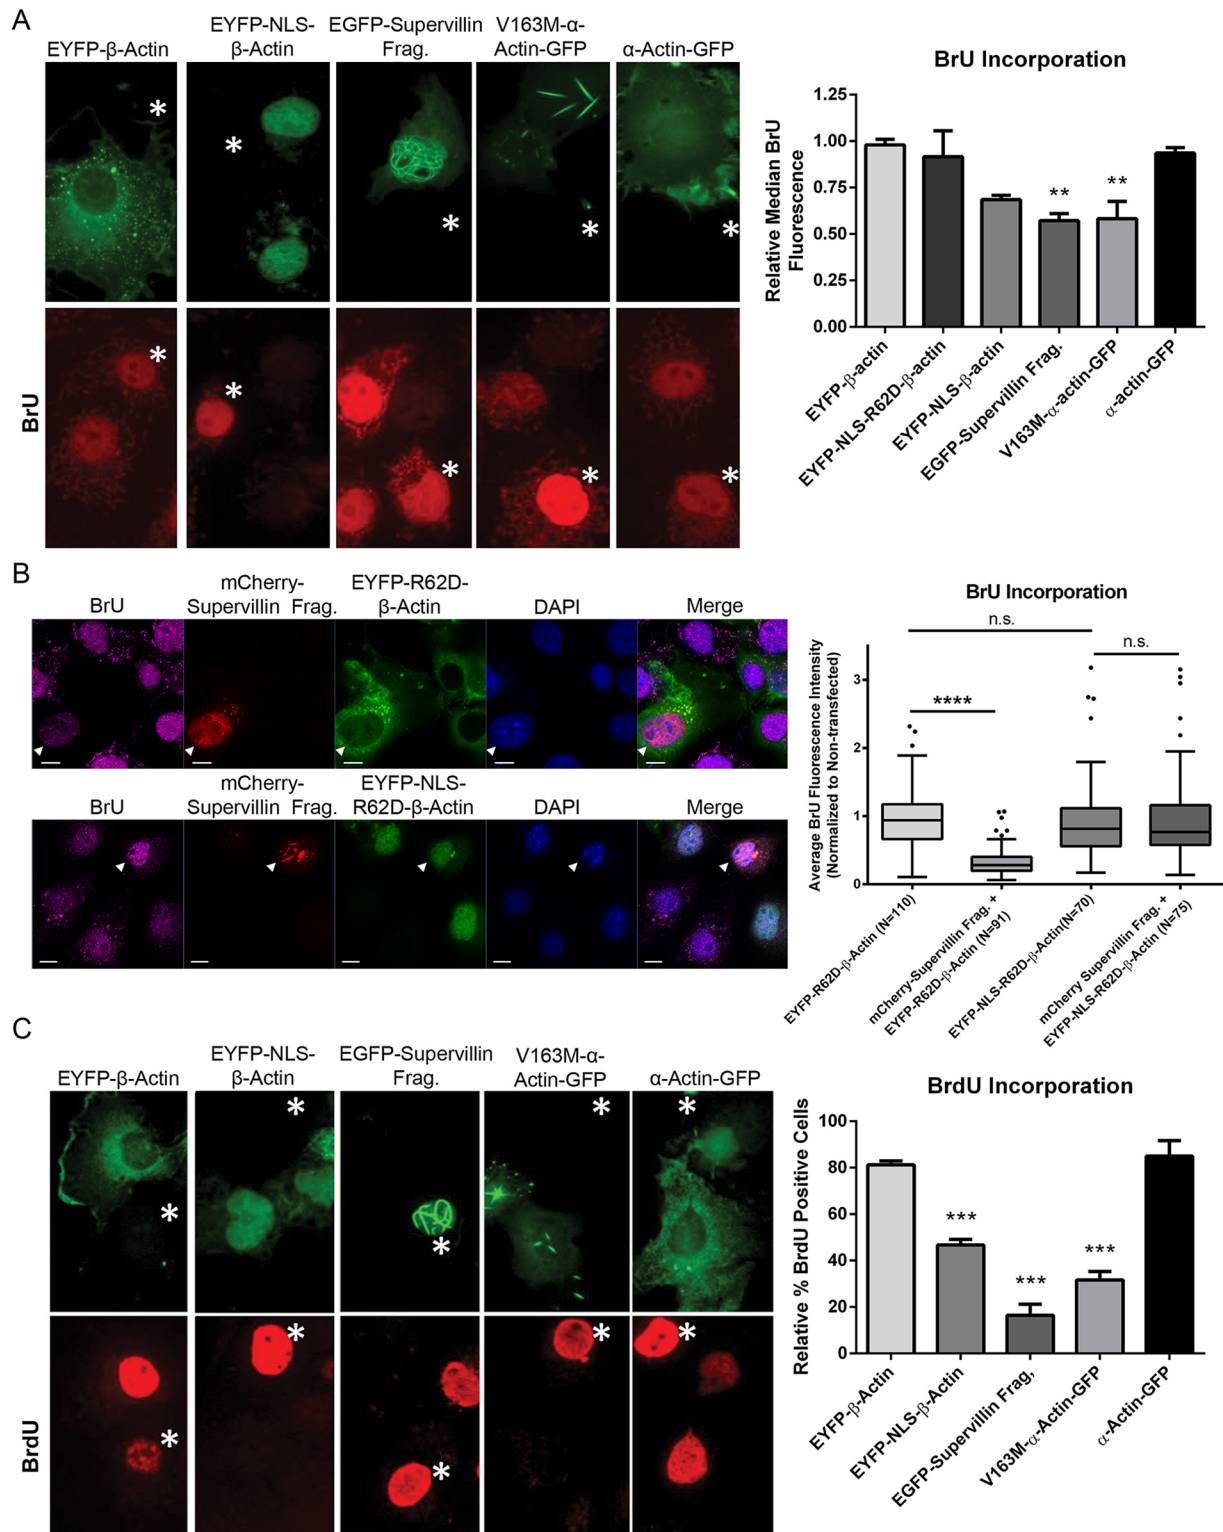 A
EYFP-β-Actin
EYFP-NLS-
β-Actin
EGFP-Supervillin
Frag.
V163M-α-
Actin-GFP
α-Actin-GFP
*
*
*
*
*
BrU
*
*
*
*
*
BrU Incorporation
Relative Median BrU
Fluorescence
1.25
1.00
0.75
0.50
0.25
0.00
**
**
EYFP-β-actin
EYFP-NLS-R62D-β-actin
EYFP-NLS-β-actin
EGFP-Supervillin Frag.
V163M-α-actin-GFP
α-actin-GFP
B
BrU
mCherry-
Supervillin Frag.
EYFP-R62D-
β-Actin
DAPI
Merge
BrU
mCherry-
Supervillin Frag.
EYFP-NLS-
R62D-β-Actin
DAPI
Merge
BrU Incorporation
n.s.
n.s.
****
Average BrU Fluorescence Intensity
(Normalized to Non-transfected)
3
2
1
0
EYFP-R62D-β-Actin (N=110)
mCherry-Supervillin Frag. +
EYFP-R62D-β-Actin (N=91)
EYFP-NLS-R62D-β-Actin(N=70)
mCherry Supervillin Frag. +
EYFP-NLS-R62D-β-Actin (N=75)
C
EYFP-β-Actin
EYFP-NLS-
β-Actin
EGFP-Supervillin
Frag.
V163M-α-
Actin-GFP
α-Actin-GFP
*
*
*
*
*
BrdU
*
*
*
*
*
BrdU Incorporation
Relative % BrdU Positive Cells
100
80
60
40
20
0
***
***
***
EYFP-β-Actin
EYFP-NLS-β-Actin
EGFP-Supervillin Frag,
V163M-α-Actin-GFP
α-Actin-GFP